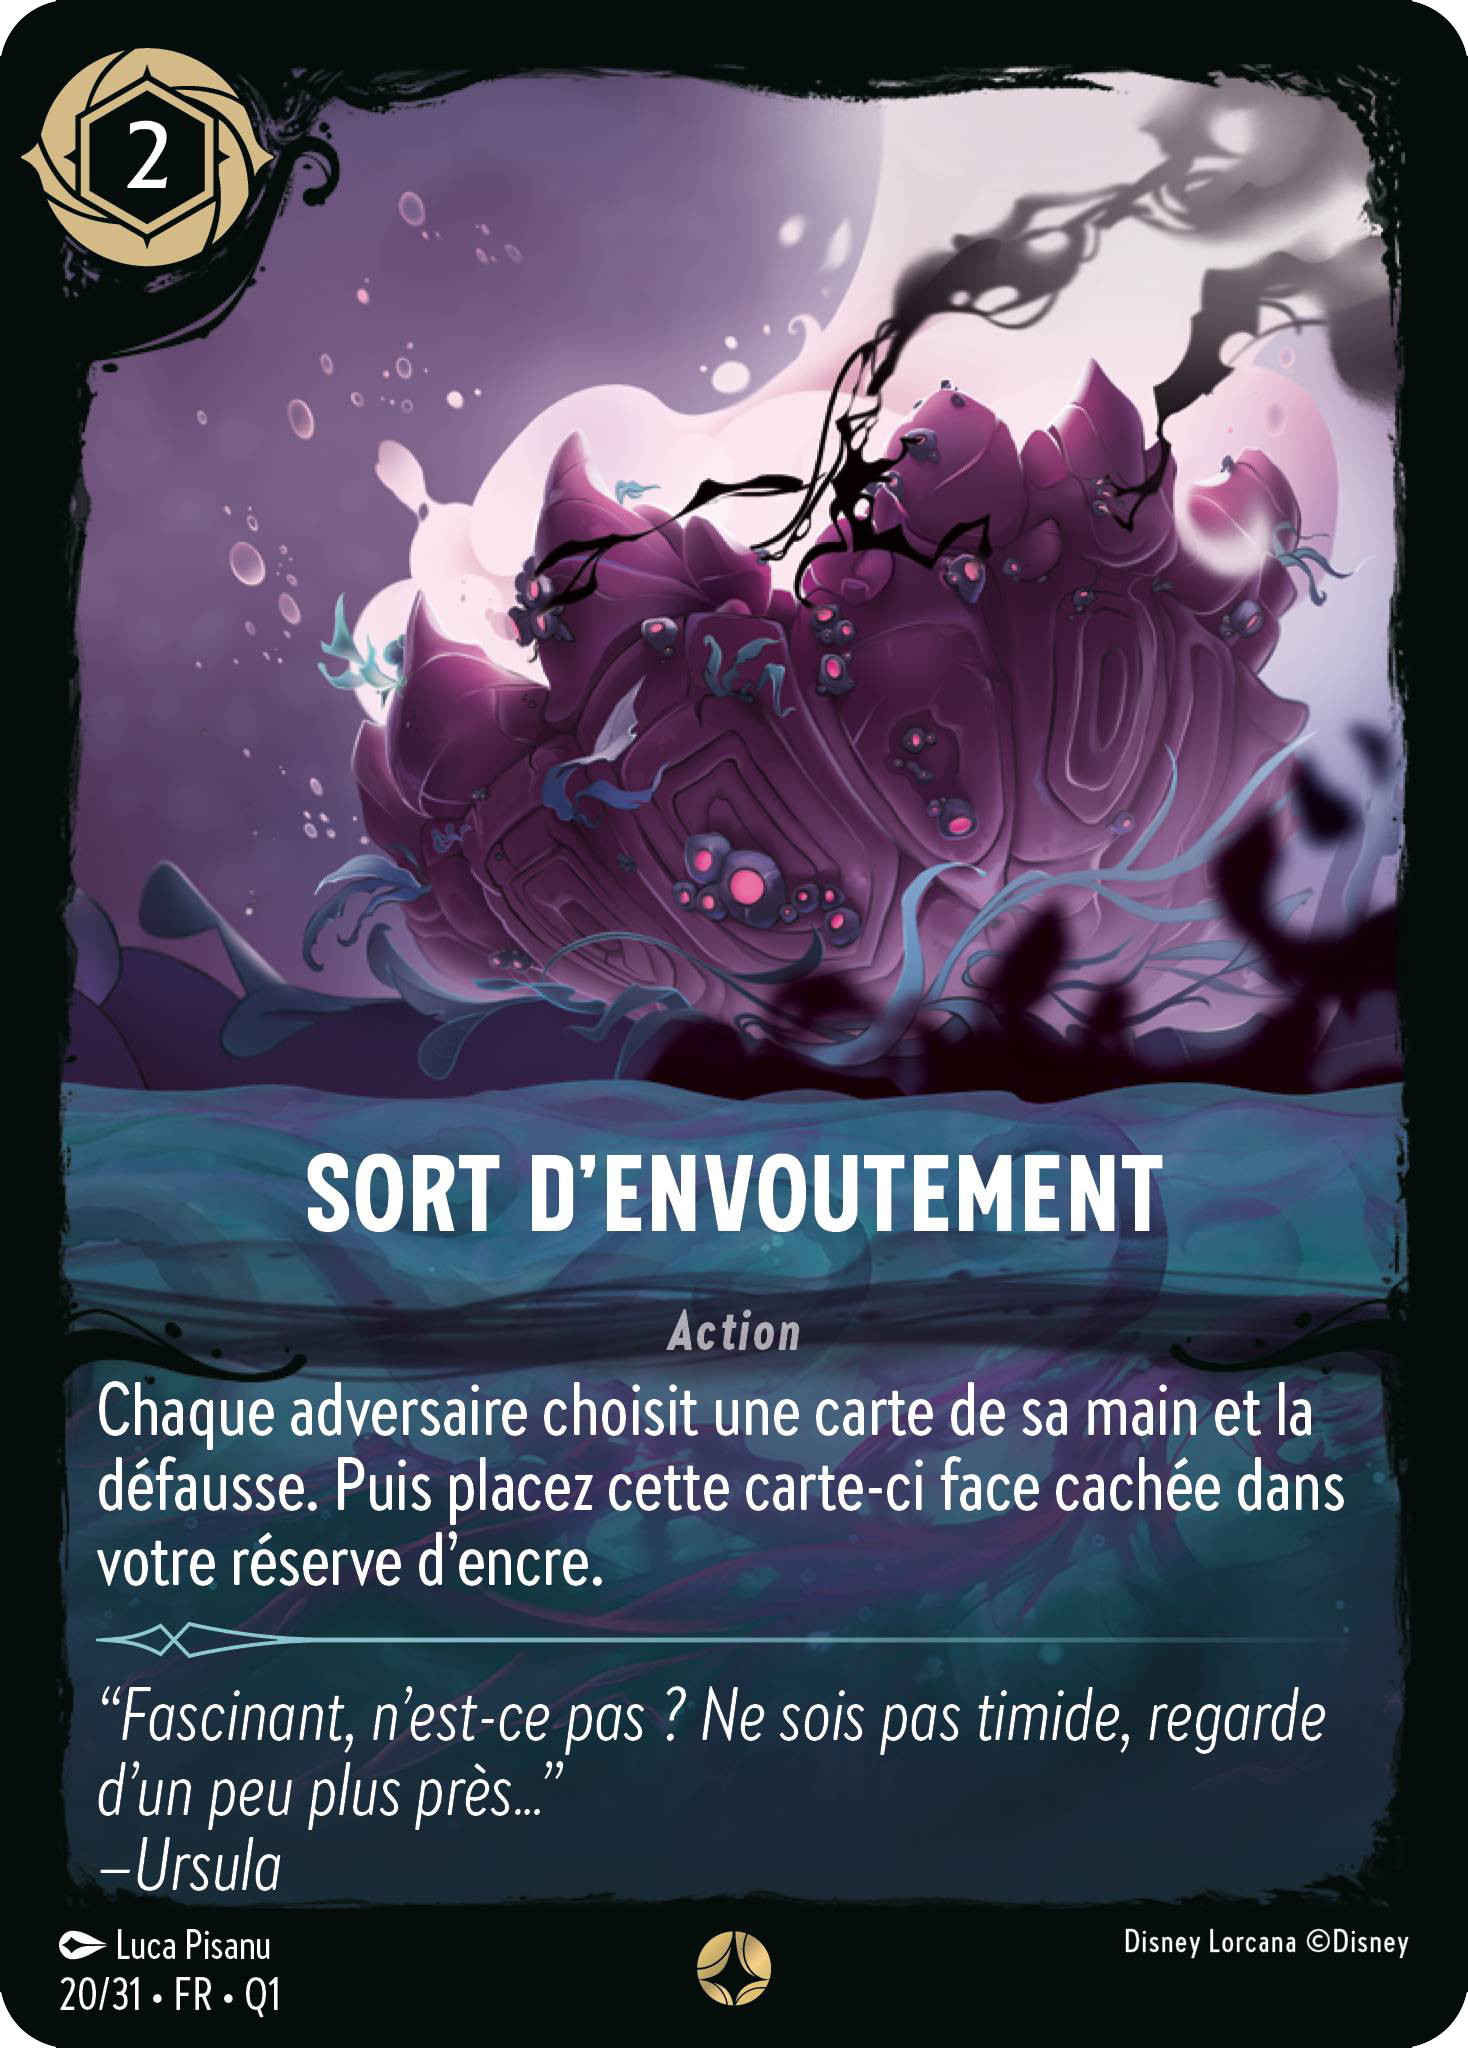 2
SORT D’ENVOUTEMENT
Action
Chaque adversaire choisit une carte de sa main et la
défausse. Puis placez cette carte-ci face cachée dans
votre réserve d’encre.
“Fascinant, n’est-ce pas ? Ne sois pas timide, regarde
d’un peu plus près...”
—Ursula
Luca Pisanu
Disney Lorcana ©Disney
20/31 • FR • Q1